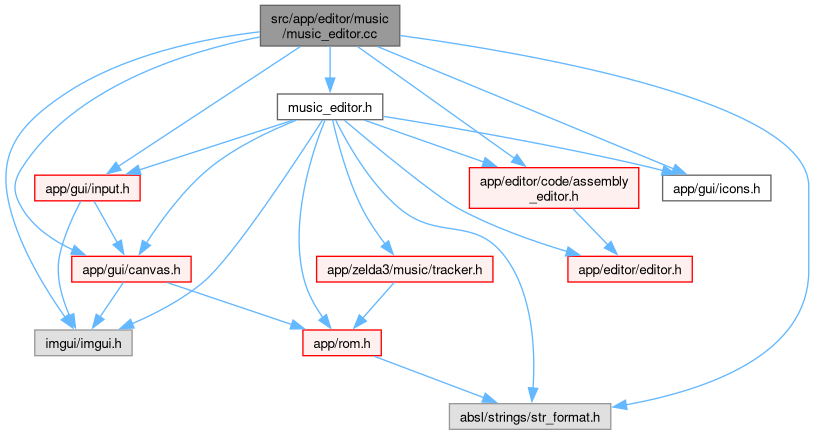 src/app/editor/music
/music_editor.cc
music_editor.h
app/gui/input.h
app/editor/code/assembly
_editor.h
app/gui/icons.h
app/gui/canvas.h
app/zelda3/music/tracker.h
app/editor/editor.h
imgui/imgui.h
app/rom.h
absl/strings/str_format.h